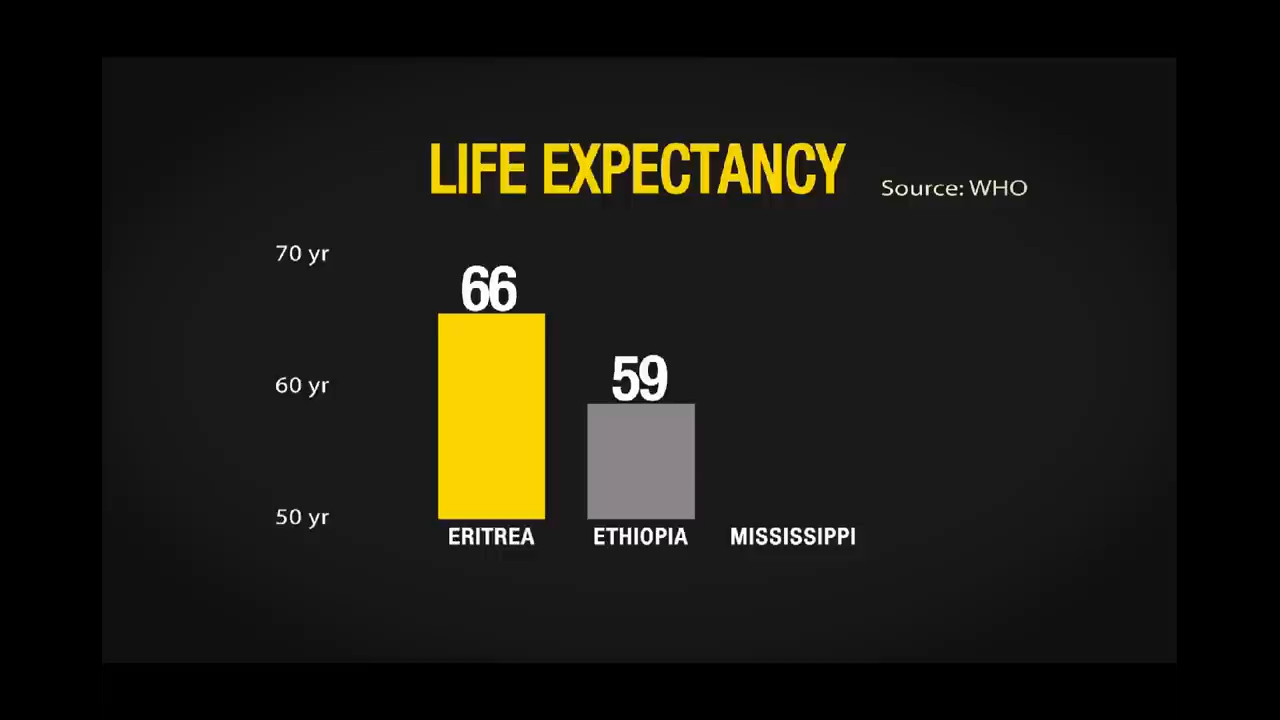 LIFE EXPECTANCY
Source: WHO
70 yr
66
60 yr
59
50 yr
ERITREA
ETHIOPIA
MISSISSIPPI